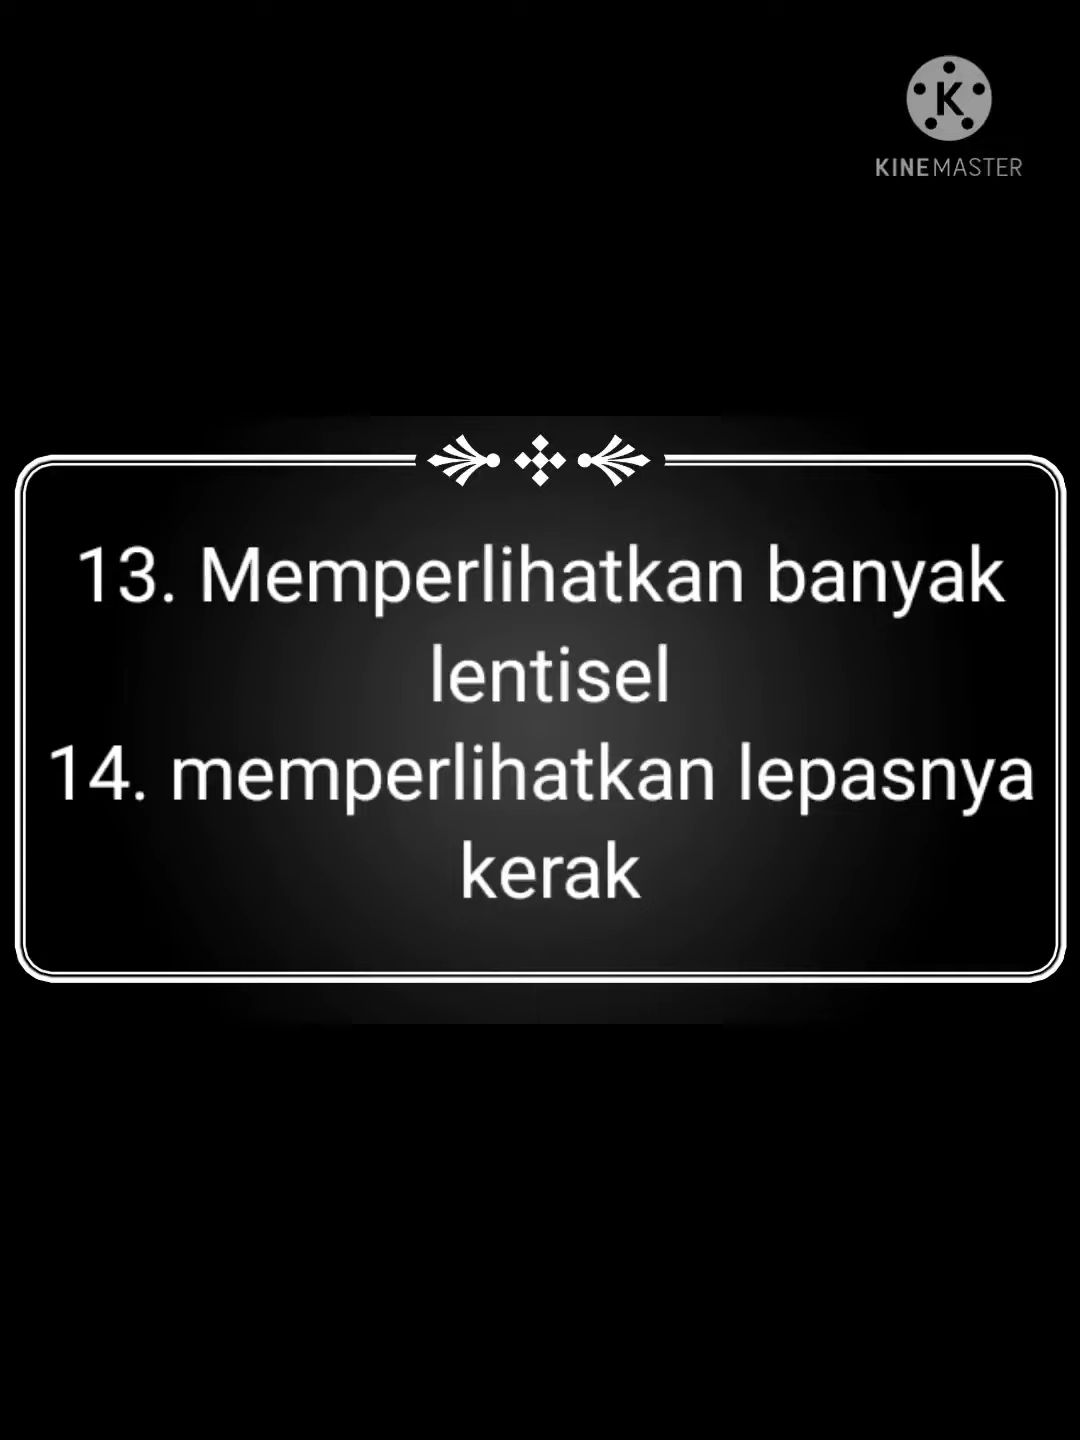 KINEMASTER
13. Memperlihatkan banyak
lentisel
14. memperlihatkan lepasnya
kerak